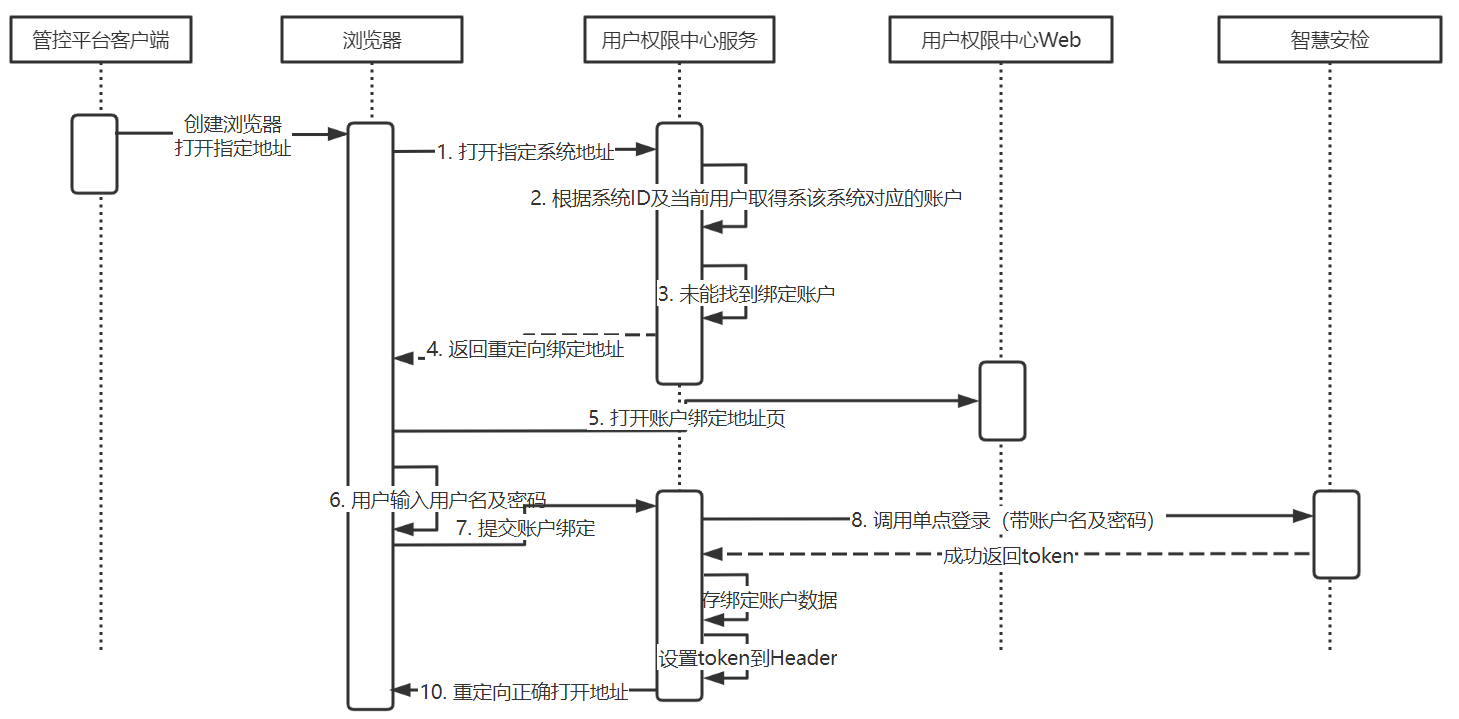 管控平台客户端
浏览器
用户权限中心服务
用户权限中心Web
智慧安检
创建浏览器
打开指定地址
1. 打开指定系统地址
2. 根据系统ID及当前用户取得系该系统对应的账户
3. 未能找到绑定账户
4. 返回重定向绑定地址
5. 打开账户绑定地址页
6. 用户输入用户名及密码
7. 提交账户绑定
8. 调用单点登录（带账户名及密码）
成功返回token
存绑定账户数据
设置token到Header
10. 重定向正确打开地址